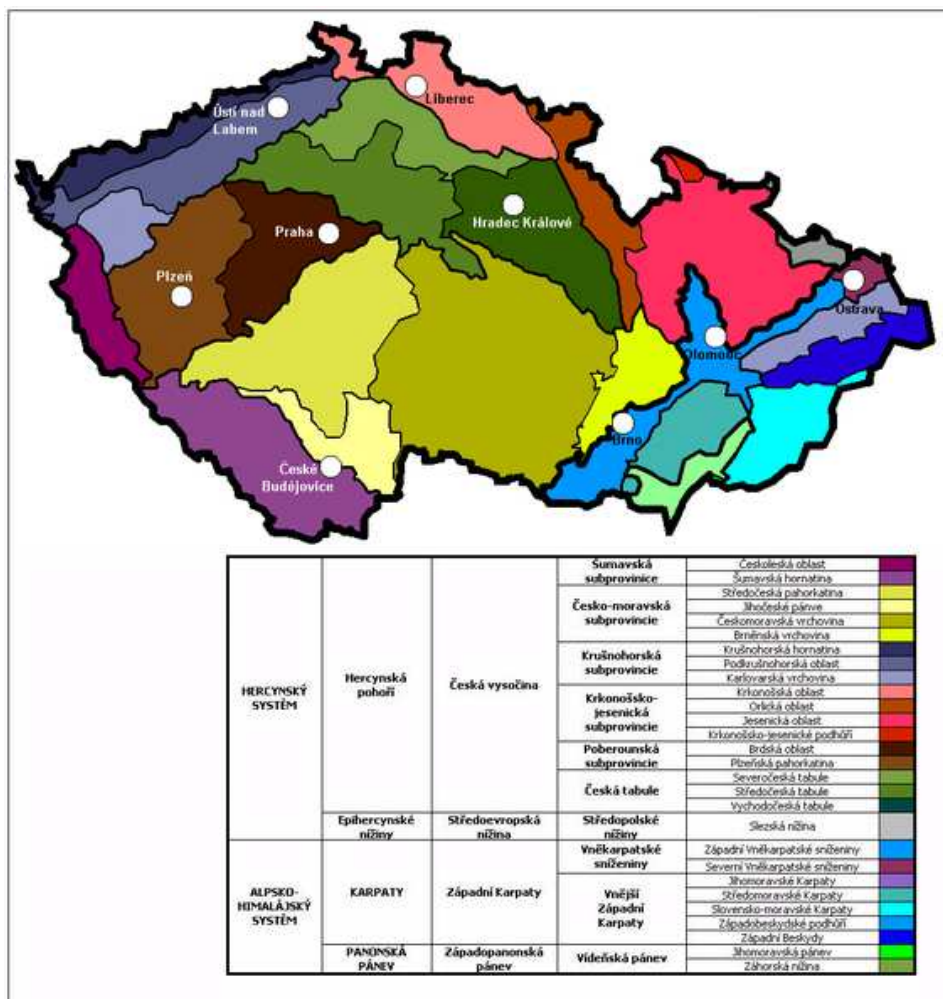 Ústí nad
Labem
Liberec
Praha
Hradec Králové
Plzeň
Ostrava
Olomouc
Brno
České
Budějovice
HERCYNSKÝ
SYSTÉM
Hercynská
pohoří
Česká vysočina
Šumavská
subprovinice
Českoleská oblast
Šumavská hornatina
Česko-moravská
subprovincie
Středočeská pahorkatina
Jihočeské pánve
Českomoravská vrchovina
Brněnská vrchovina
Krušnohorská
subprovincie
Krušnohorská hornatina
Podkrušnohorská oblast
Karlovarská vrchovina
Krkonošsko-
jesenická
subprovincie
Krkonošská oblast
Orlická oblast
Jesenická oblast
Krkonošsko-jesenické podhůří
Poberounská
subprovincie
Brdská oblast
Plzeňská pahorkatina
Česká tabule
Severočeská tabule
Středočeská tabule
Vychodočeská tabule
Epihercynské
nížiny
Středoevropská
nížina
Středopolské
nížiny
Slezská nížina
ALPSKO-
HIMALÁJSKÝ
SYSTÉM
KARPATY
Západní Karpaty
Vněkarpatské
sníženiny
Západní Vněkarpatské sníženiny
Severní Vněkarpatské sníženiny
Vnější
Západní
Karpaty
Jihomoravské Karpaty
Středomoravské Karpaty
Slovensko-moravské Karpaty
Západobeskydské podhůří
Západní Beskydy
PANONSKÁ
PÁNEV
Západopanonská
pánev
Vídeňská pánev
Jihomoravská pánev
Záhorská nížina